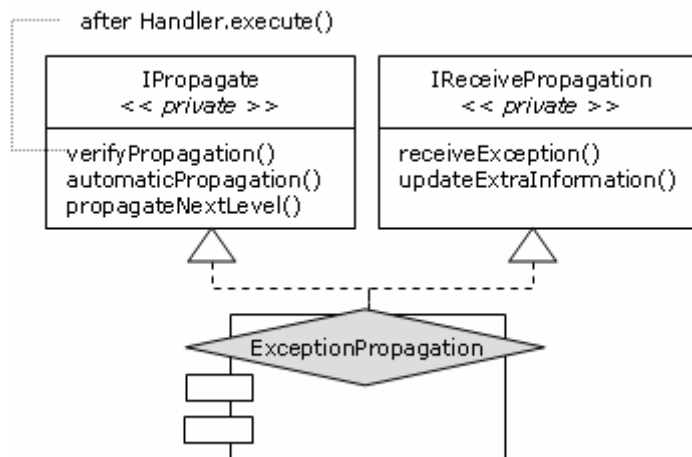 after Handler.execute()
IPropagate
<< private >>
verifyPropagation()
automaticPropagation()
propagateNextLevel()
IReceivePropagation
<< private >>
receiveException()
updateExtraInformation()
ExceptionPropagation